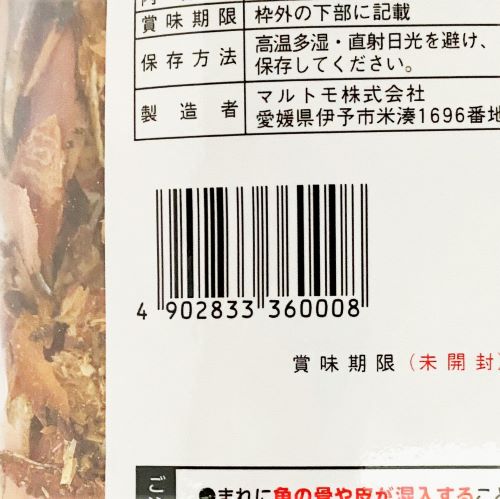 賞味期限 枠外の下部に記載
保存方法 高温多湿・直射日光を避け、
保存してください。
製造者 マルトモ株式会社
愛媛県伊予市米湊1696番地
4 902833 360008
賞味期限(未開封)
●まれに魚の骨や皮が混入するこ